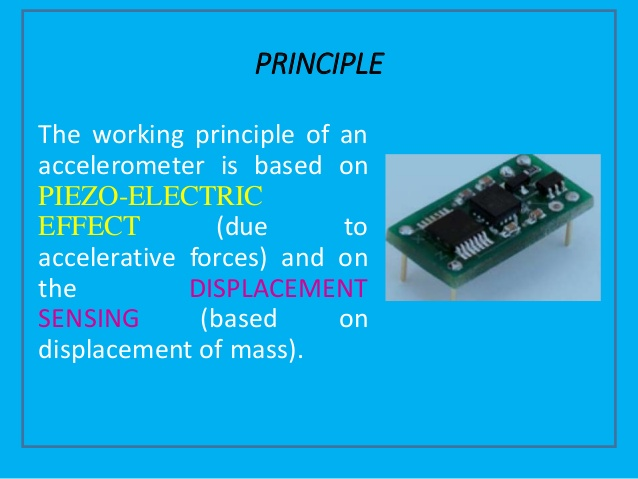 PRINCIPLE
The working principle of an
accelerometer is based on
PIEZO-ELECTRIC
EFFECT (due to
accelerative forces) and on
the DISPLACEMENT
SENSING (based on
displacement of mass).